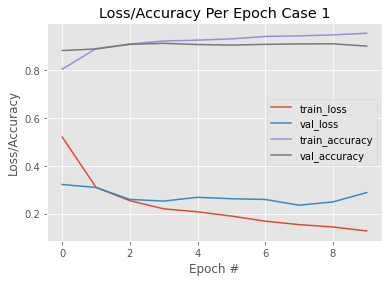 Loss/Accuracy Per Epoch Case 1
Loss/Accuracy
0.8
0.6
0.4
0.2
train_loss
val_loss
train_accuracy
val_accuracy
0 2 4 6 8
Epoch #